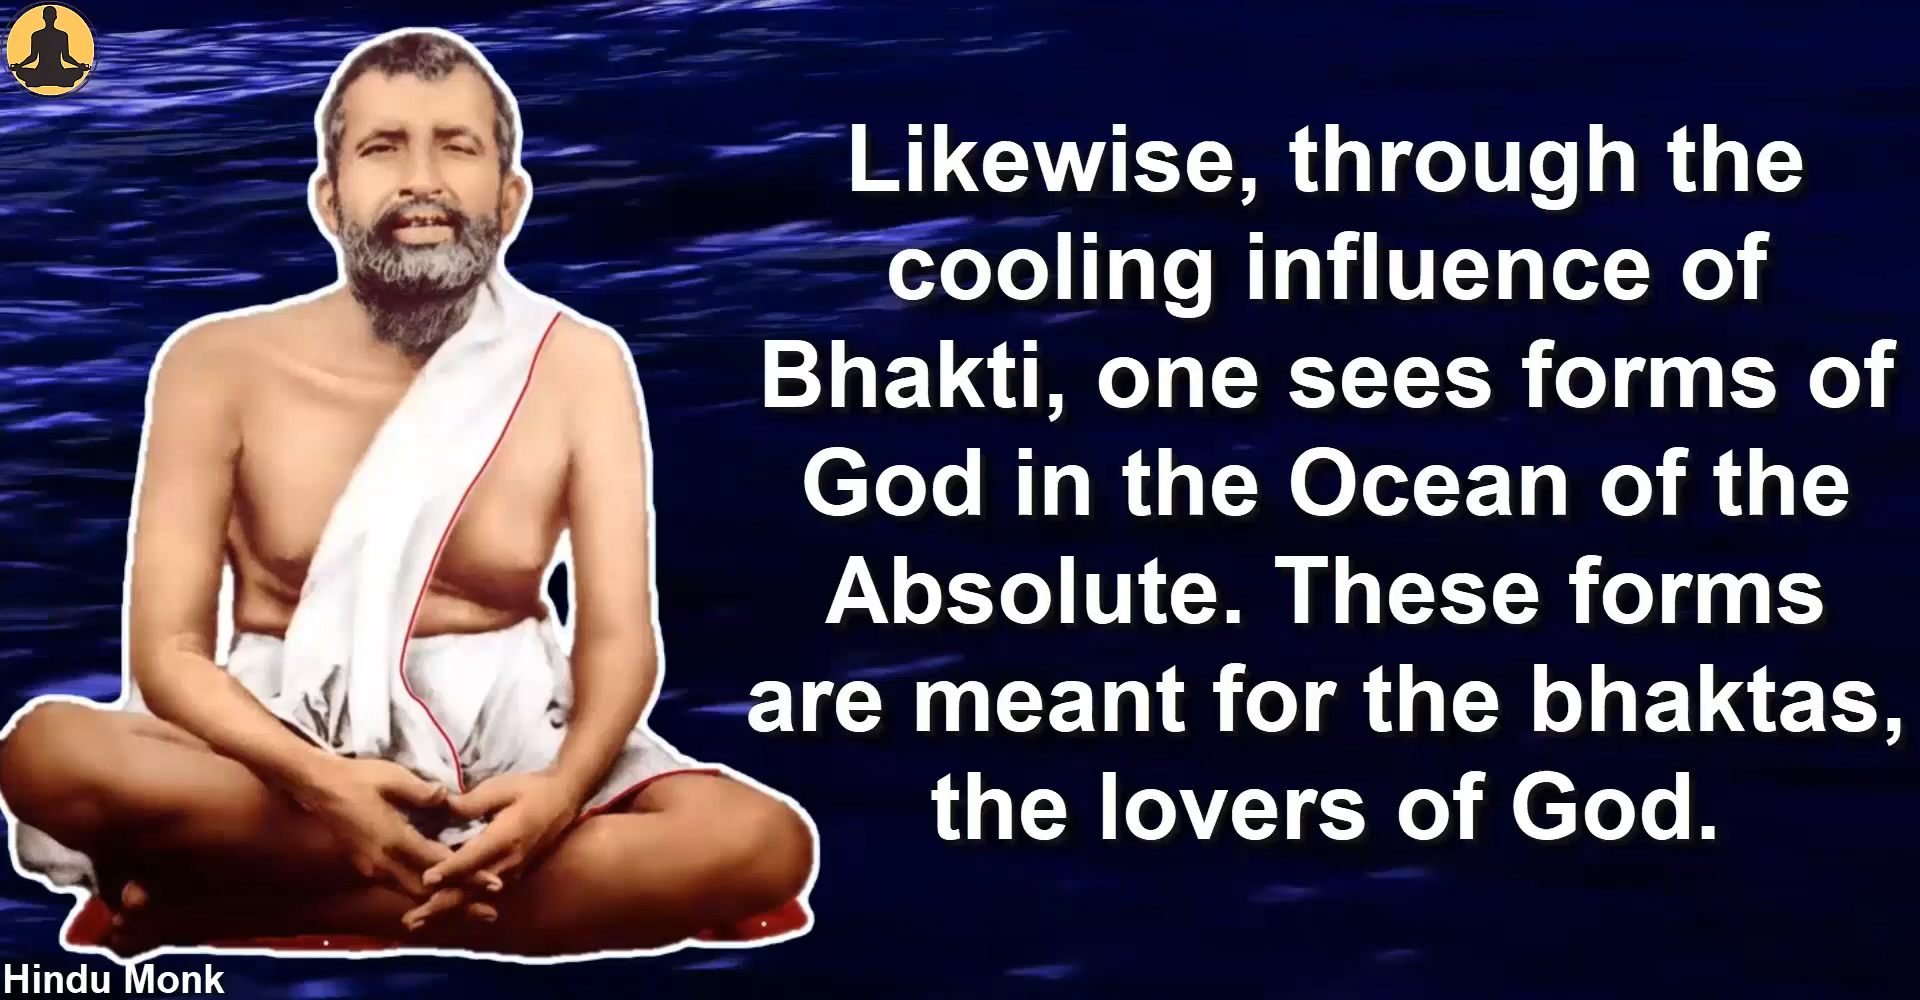 Likewise, through the
cooling influence of
Bhakti, one sees forms of
God in the Ocean of the
Absolute. These forms
are meant for the bhaktas,
the lovers of God.
Hindu Monk